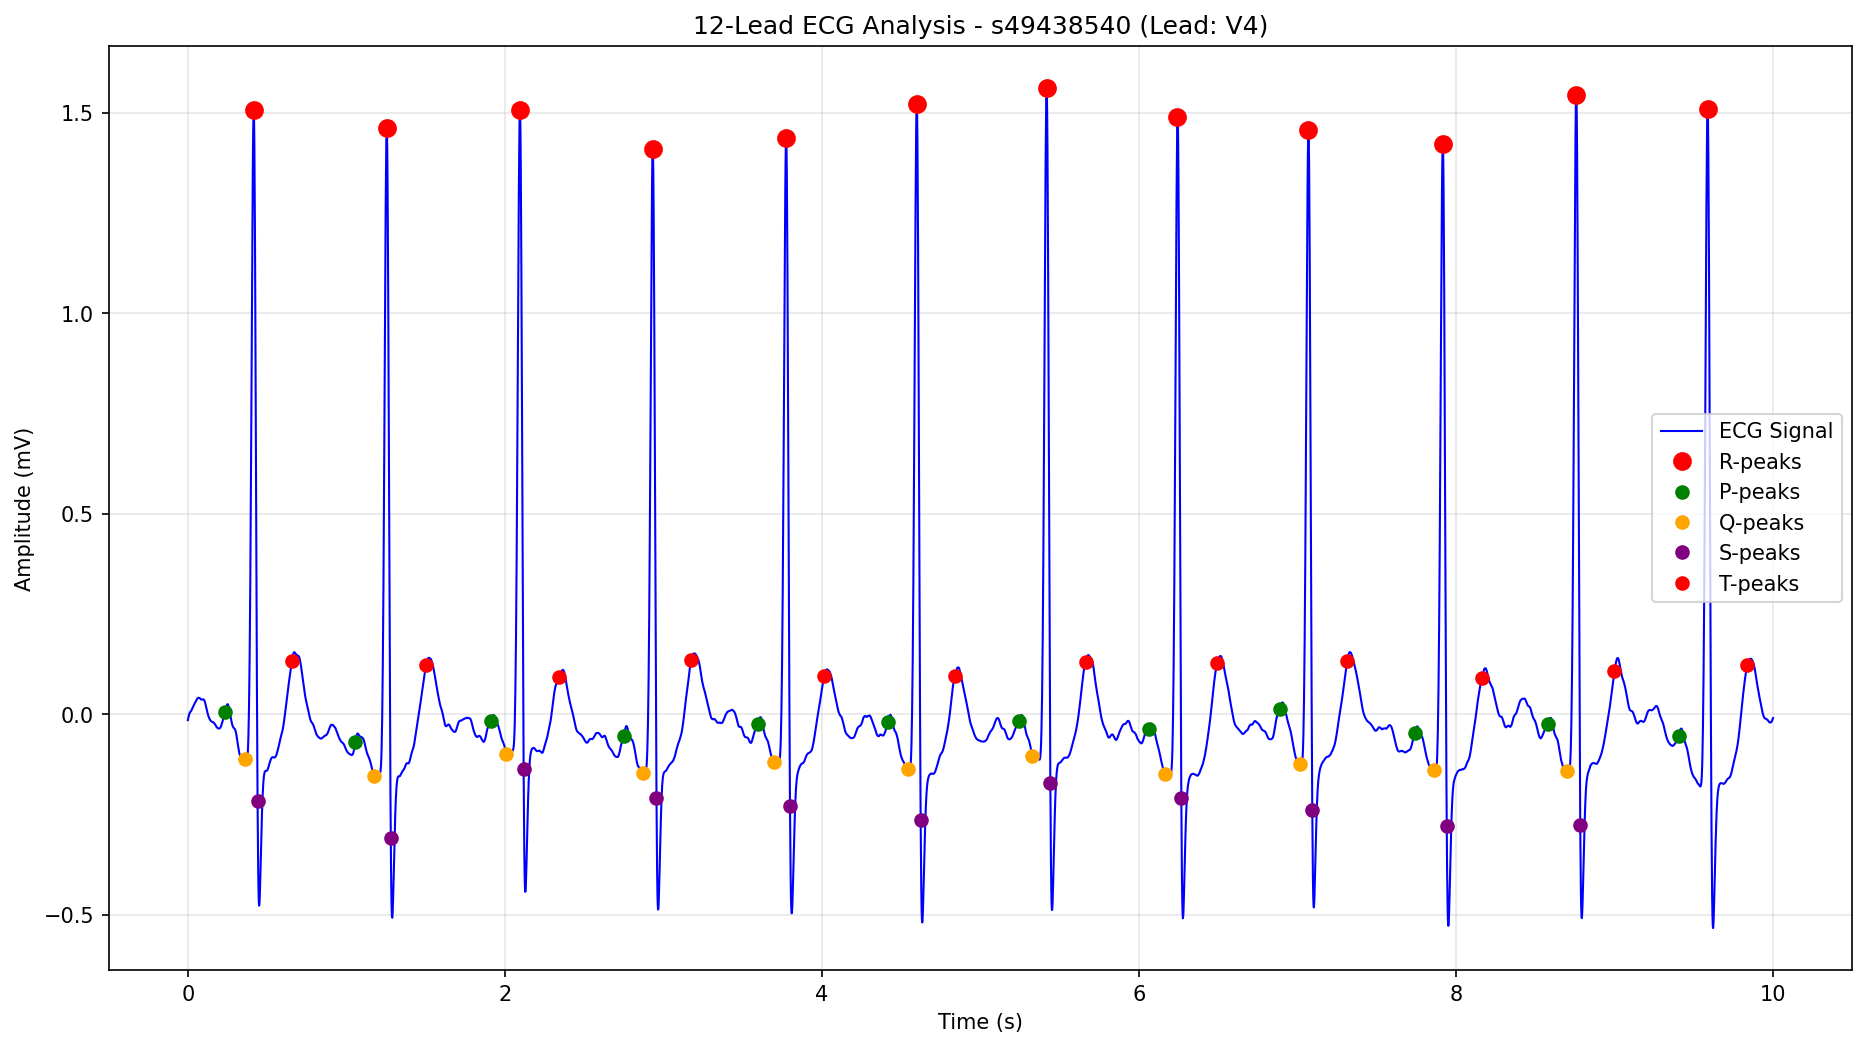 12-Lead ECG Analysis - s49438540 (Lead: V4)
Amplitude (mV)
1.5
1.0
0.5
0.0
−0.5
ECG Signal
R-peaks
P-peaks
Q-peaks
S-peaks
T-peaks
0 2 4 6 8 10
Time (s)